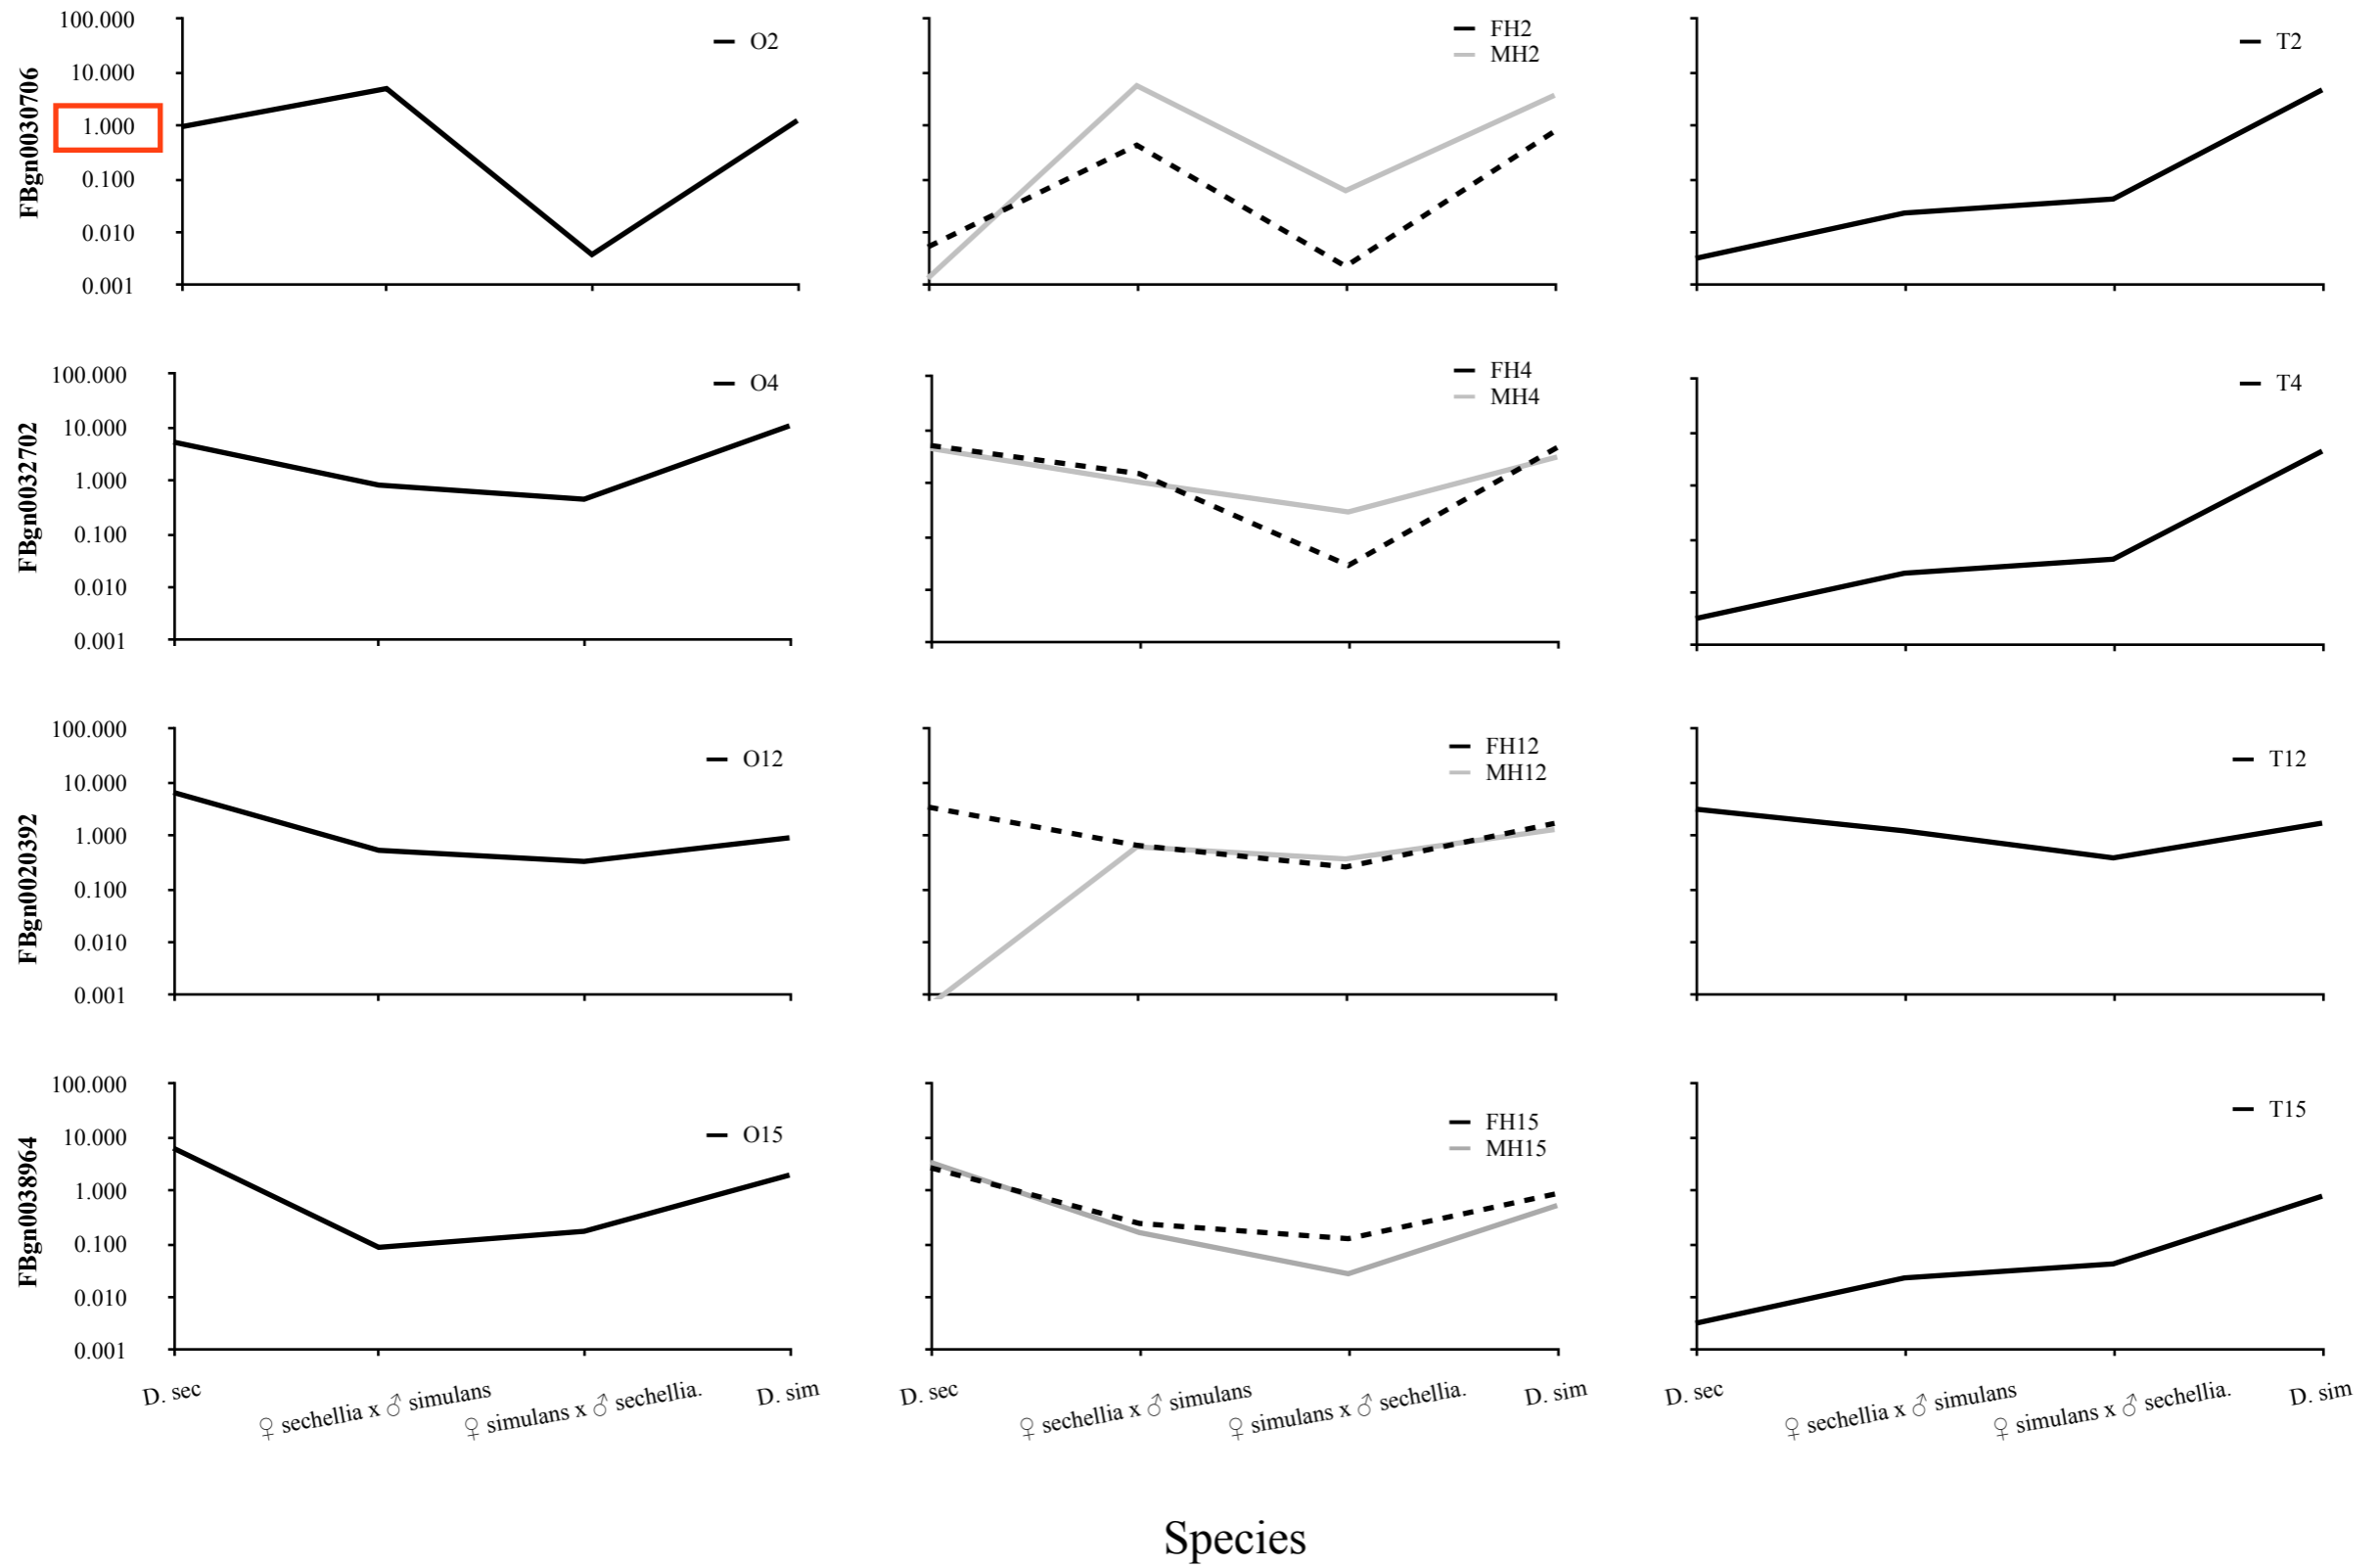 FBgn0030706
100.000
10.000
1.000
0.100
0.010
0.001
O2
FH2
MH2
T2
FBgn0032702
100.000
10.000
1.000
0.100
0.010
0.001
O4
FH4
MH4
T4
FBgn0020392
100.000
10.000
1.000
0.100
0.010
0.001
O12
FH12
MH12
T12
FBgn0038964
100.000
10.000
1.000
0.100
0.010
0.001
O15
FH15
MH15
T15
D. sec
♀ sechellia x ♂ simulans
♀ simulans x ♂ sechellia.
D. sim
D. sec
♀ sechellia x ♂ simulans
♀ simulans x ♂ sechellia.
D. sim
D. sec
♀ sechellia x ♂ simulans
♀ simulans x ♂ sechellia.
D. sim
Species